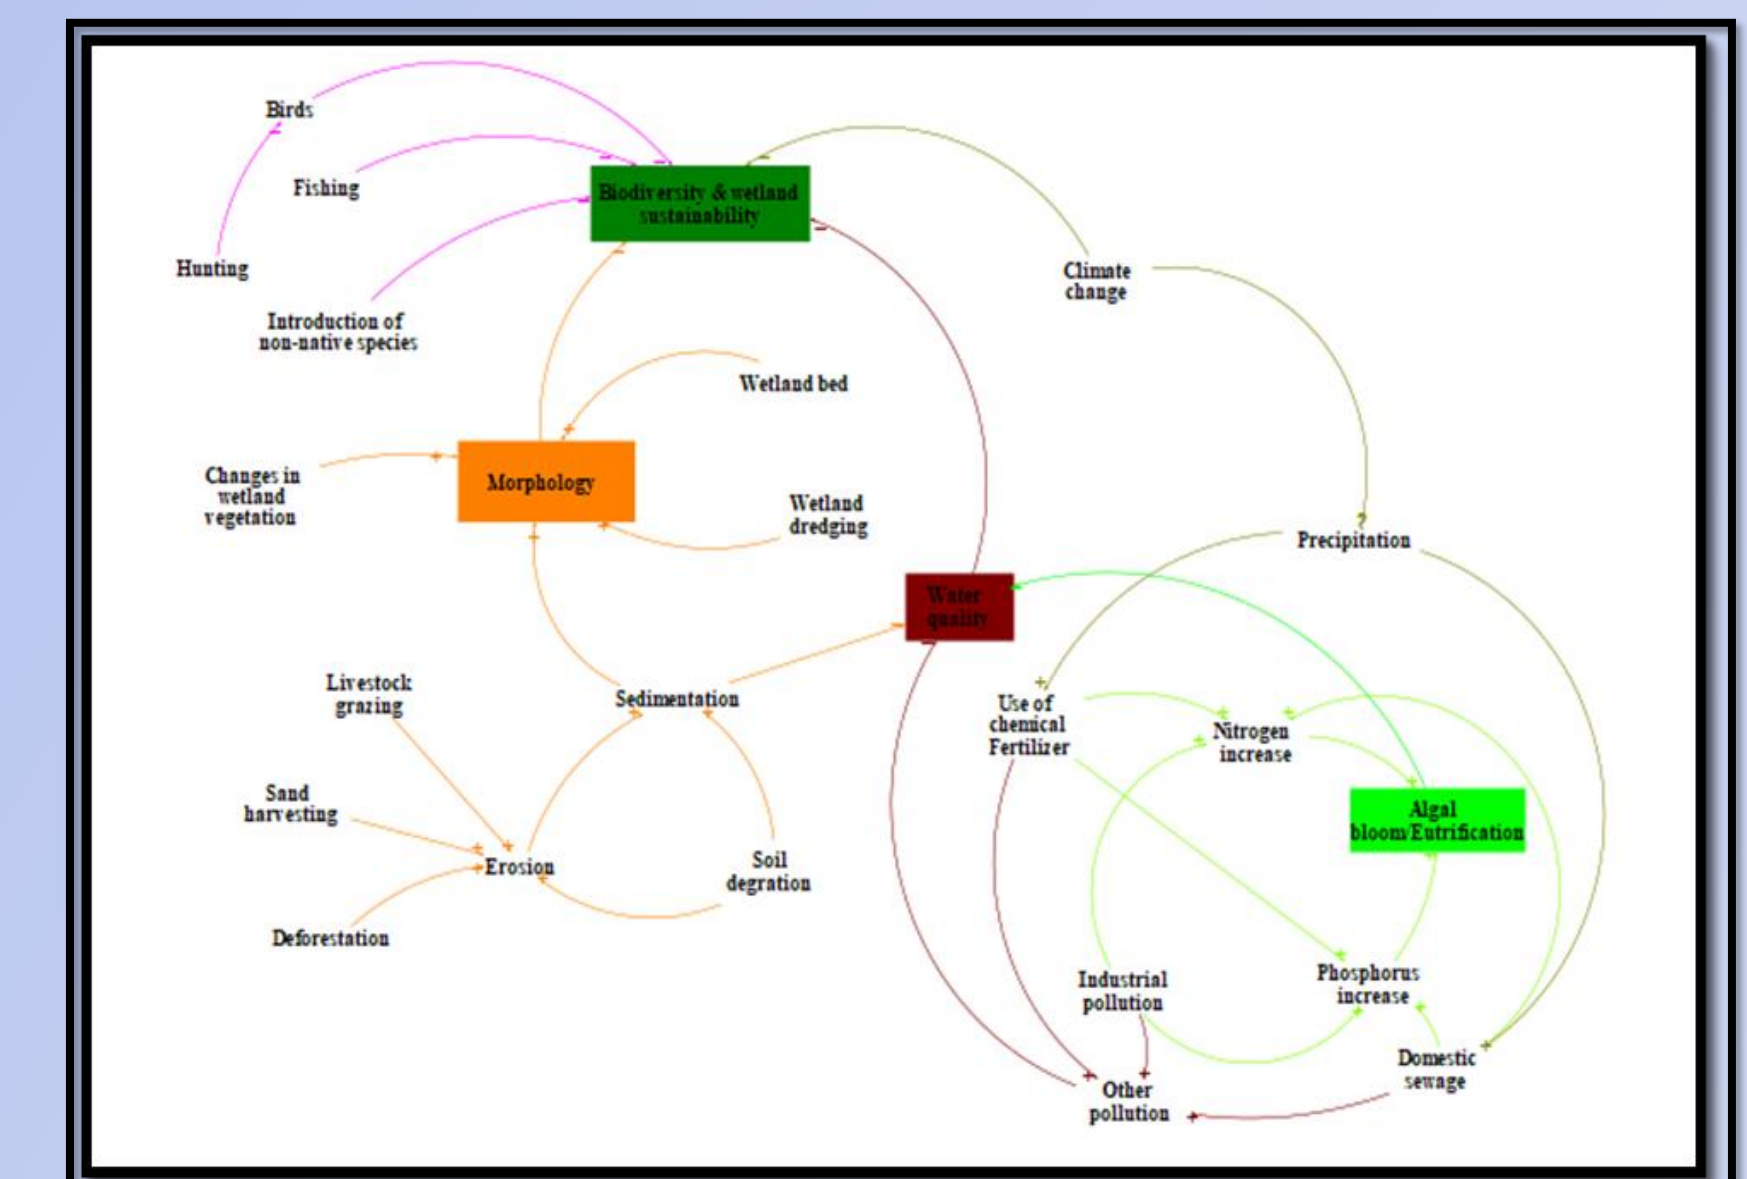 Birds
Fishing
Biodiversity & wetland
sustainability
Hunting
Climate
change
Introduction of
non-native species
Wetland bed
Changes in
wetland
vegetation
Morphology
Wetland
dredging
Precipitation
Water
quality
Livestock
grazing
Sedimentation
Use of
chemical
Fertilizer
Nitrogen
increase
Sand
harvesting
Algal
bloom/Eutrification
Erosion
Soil
degration
Deforestation
Industrial
pollution
Phosphorus
increase
Domestic
sewage
Other
pollution